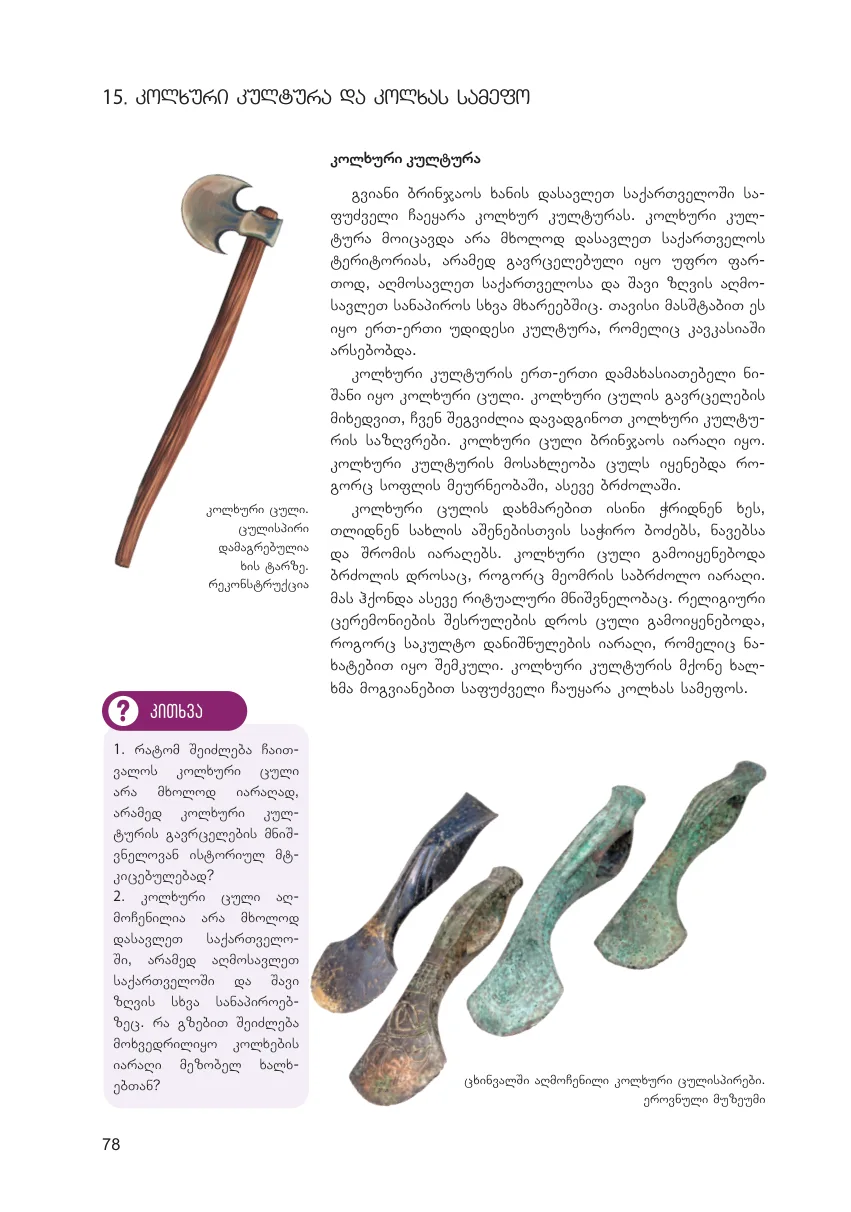 15. კოლხური კულტურა და კოლხას სამეფო
კოლხური კულტურა
გვიანი ბრინჯაოს ხანის დასავლეთ საქართველოში სა-
ფუძველი ჩაეყარა კოლხურ კულტურას. კოლხური კულ-
ტურა მოიცავდა არა მხოლოდ დასავლეთ საქართველოს
ტერიტორიას, არამედ გავრცელებული იყო უფრო ფარ-
თოდ, აღმოსავლეთ საქართველოსა და შავი ზღვის აღმო-
სავლეთ სანაპიროს სხვა მხარეებშიც. თავისი მასშტაბით ეს
იყო ერთ-ერთი უდიდესი კულტურა, რომელიც კავკასიაში
არსებობდა.
კოლხური კულტურის ერთ-ერთი დამახასიათებელი ნი-
შანი იყო კოლხური ცული. კოლხური ცულის გავრცელების
მიხედვით, ჩვენ შეგვიძლია დავადგინოთ კოლხური კულტუ-
რის საზღვრები. კოლხური ცული ბრინჯაოს იარაღი იყო.
კოლხური კულტურის მოსახლეობა ცულს იყენებდა რო-
გორც სოფლის მეურნეობაში, ასევე ბრძოლაში.
კოლხური ცულის დახმარებით ისინი ჭრიდნენ ხეს,
თლიდნენ სახლის აშენებისთვის საჭირო ბოძებს, ნავებსა
და შრომის იარაღებს. კოლხური ცული გამოიყენებოდა
ბრძოლის დროსაც, როგორც მეომრის საბრძოლო იარაღი.
მას ჰქონდა ასევე რიტუალური მნიშვნელობაც. რელიგიური
ცერემონიების შესრულების დროს ცული გამოიყენებოდა,
როგორც საკულტო დანიშნულების იარაღი, რომელიც ნა-
ხატებით იყო შემკული. კოლხური კულტურის მქონე ხალ-
ხმა მოგვიანებით საფუძველი ჩაუყარა კოლხას სამეფოს.
კოლხური ცული.
ცულისპირი
დამაგრებულია
ხის ტარზე.
რეკონსტრუქცია
? კითხვა
1. რატომ შეიძლება ჩაით-
ვალოს კოლხური ცული
არა მხოლოდ იარაღად,
არამედ კოლხური კულ-
ტურის გავრცელების მნიშ-
ვნელოვან ისტორიულ მტ-
კიცებულებად?
2. კოლხური ცული აღ-
მოჩენილია არა მხოლოდ
დასავლეთ საქართველო-
ში, არამედ აღმოსავლეთ
საქართველოში და შავი
ზღვის სხვა სანაპიროებ-
ზეც. რა გზებით შეიძლება
მოხვედრილიყო კოლხების
იარაღი მეზობელ ხალხ-
ებთან?
ცხინვალში აღმოჩენილი კოლხური ცულისპირები.
ეროვნული მუზეუმი
78